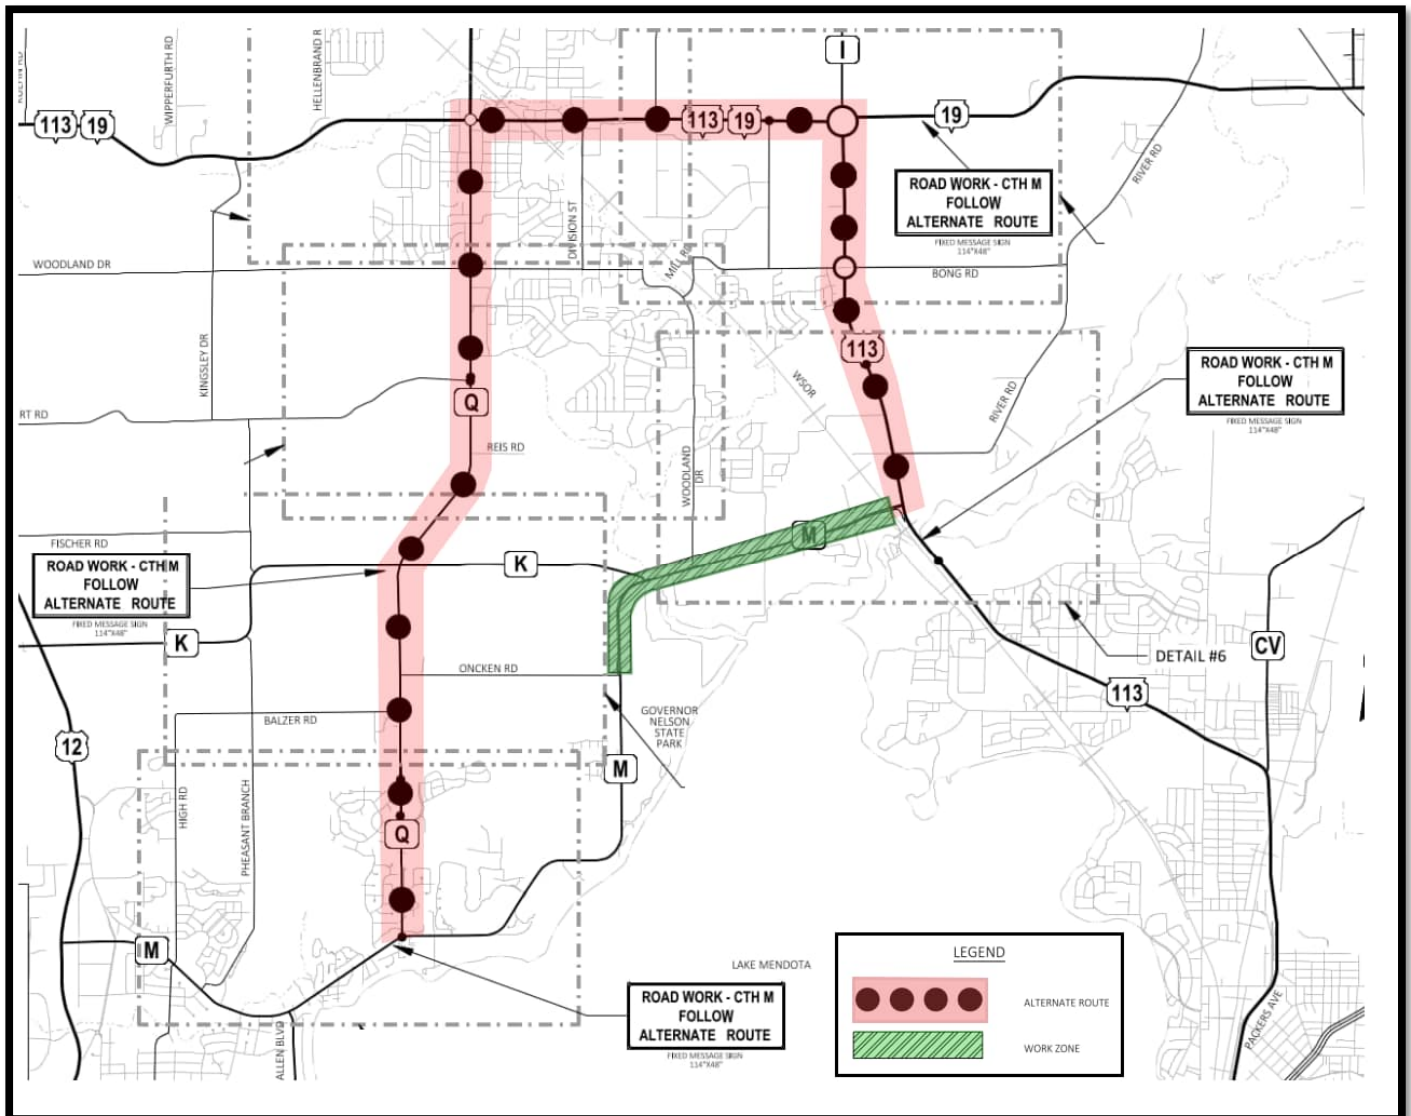 WIPPERFURTH RD
HELLENBRAND R
I
113 19
113 19
19
RIVER RD
ROAD WORK - CTH M
FOLLOW
ALTERNATE ROUTE
FIXED MESSAGE SIGN
114"X48"
DIVISION ST
MILL RD
WOODLAND DR
BONG RD
KINGSLEY DR
113
WSOR
ROAD WORK - CTH M
FOLLOW
ALTERNATE ROUTE
FIXED MESSAGE SIGN
114"X48"
Q
RT RD
RIVER RD
REIS RD
WOODLAND
DR
M
FISCHER RD
ROAD WORK - CTH M
FOLLOW
ALTERNATE ROUTE
FIXED MESSAGE SIGN
114"X48"
K
K
CV
DETAIL #6
ONCKEN RD
113
GOVERNOR
NELSON
STATE
PARK
BALZER RD
12
M
HIGH RD
PHEASANT BRANCH
Q
M
LAKE MENDOTA
LEGEND
ALTERNATE ROUTE
WORK ZONE
ROAD WORK - CTH M
FOLLOW
ALTERNATE ROUTE
FIXED MESSAGE SIGN
114"X48"
ALLEN BLVD
PACKERS AVE